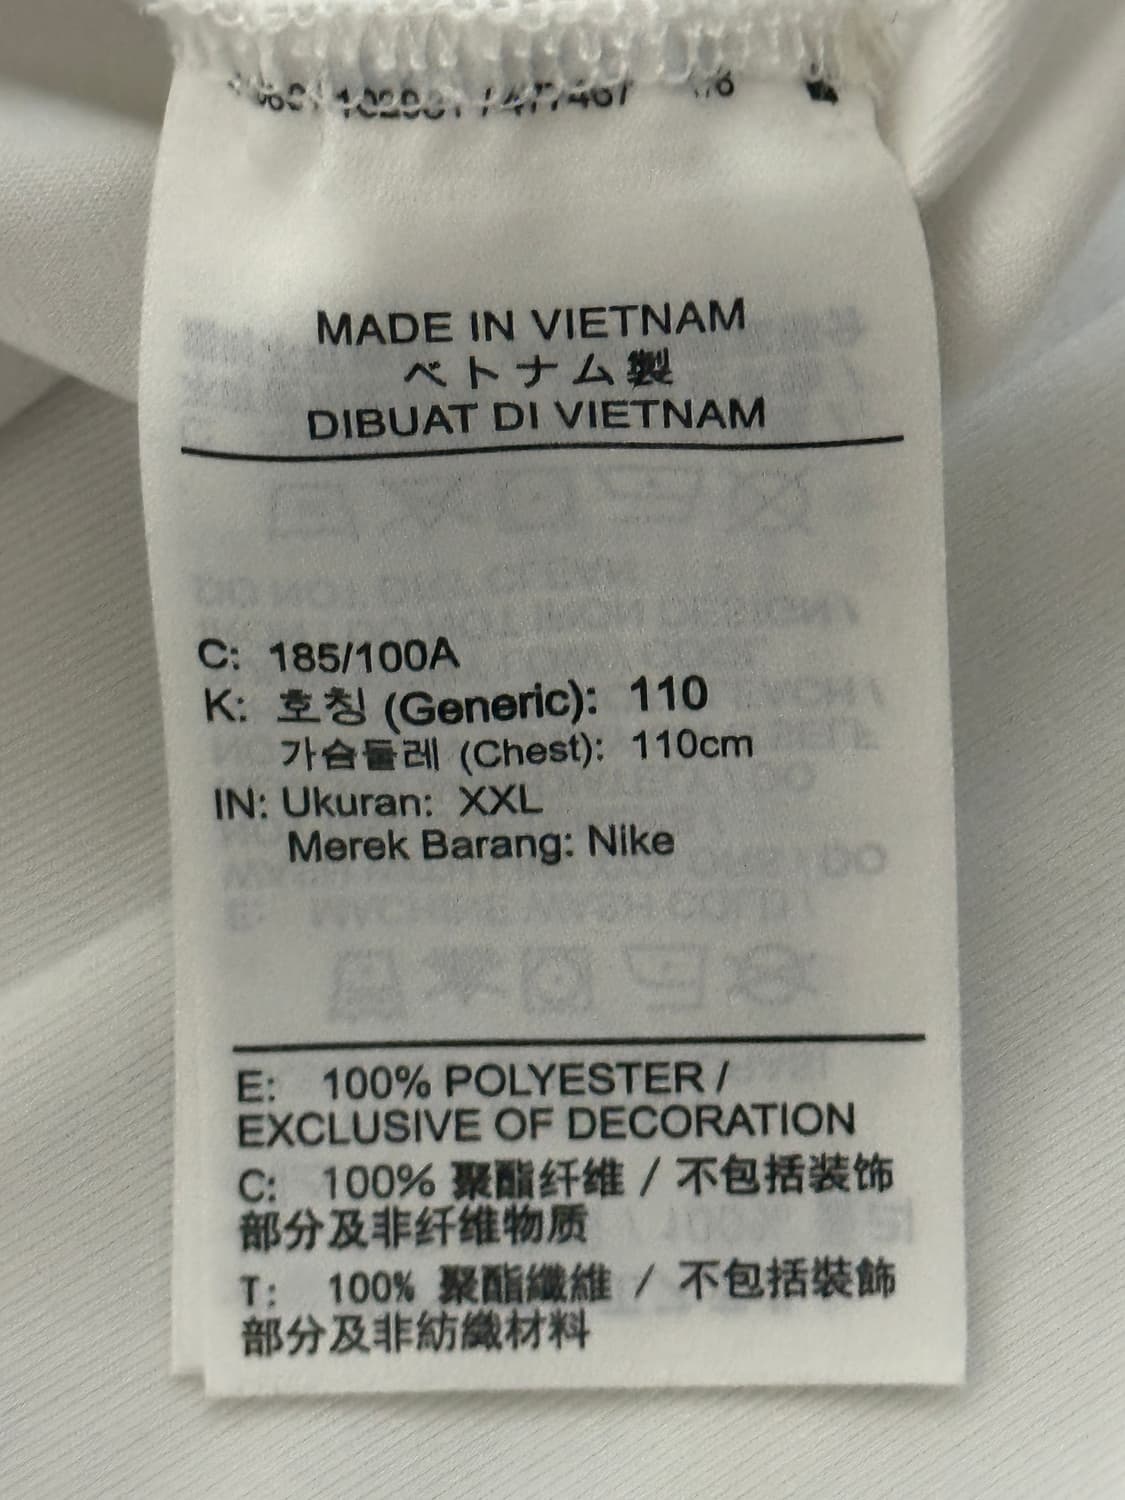 MADE IN VIETNAM
ベトナム製
DIBUAT DI VIETNAM
C: 185/100A
K: 호칭 (Generic): 110
가슴둘레 (Chest): 110cm
IN: Ukuran: XXL
Merek Barang: Nike
E: 100% POLYESTER /
EXCLUSIVE OF DECORATION
C: 100% 聚酯纤维 / 不包括装饰
部分及非纤维物质
T: 100% 聚酯纖維 / 不包括裝飾
部分及非紡織材料